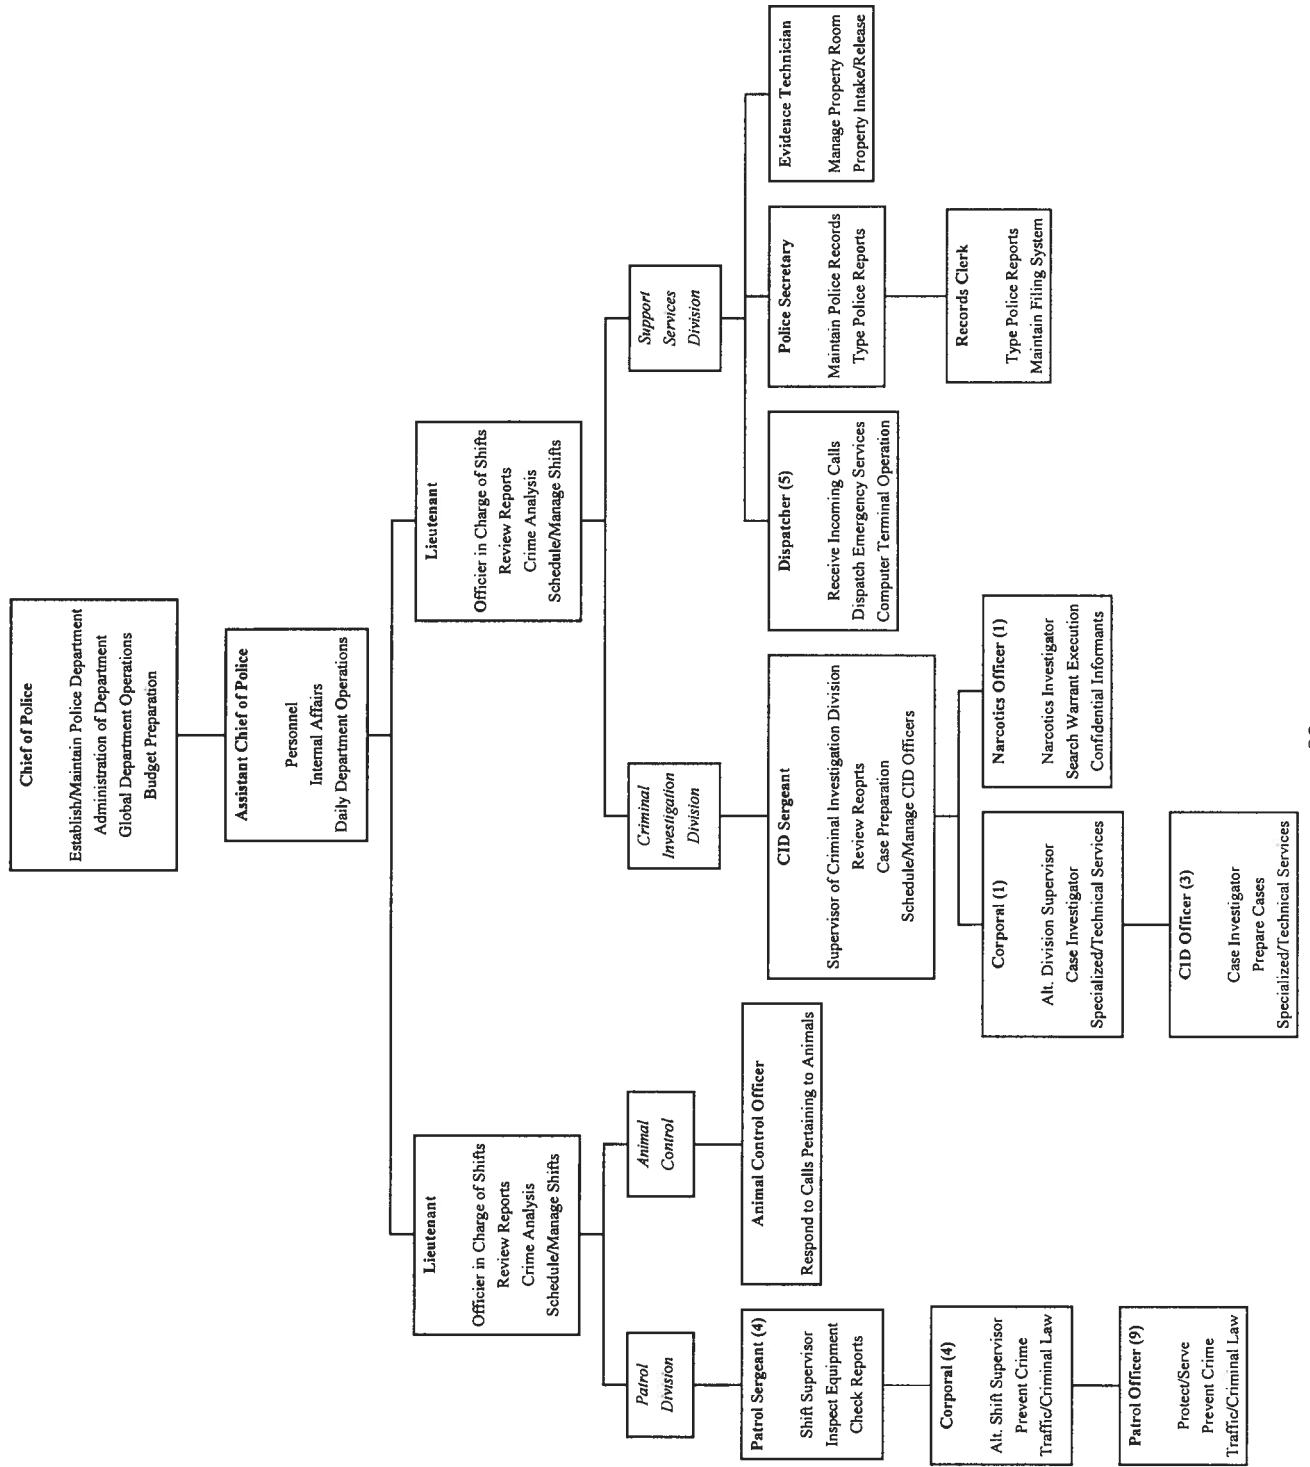 Chief of Police
Establish/Maintain Police Department
Administration of Department
Global Department Operations
Budget Preparation
Assistant Chief of Police
Personnel
Internal Affairs
Daily Department Operations
Lieutenant
Officier in Charge of Shifts
Review Reports
Crime Analysis
Schedule/Manage Shifts
Lieutenant
Officier in Charge of Shifts
Review Reports
Crime Analysis
Schedule/Manage Shifts
Patrol
Division
Animal
Control
Criminal
Investigation
Division
Support
Services
Division
Patrol Sergeant (4)
Shift Supervisor
Inspect Equipment
Check Reports
Animal Control Officer
Respond to Calls Pertaining to Animals
CID Sergeant
Supervisor of Criminal Investigation Division
Review Reoprts
Case Preparation
Schedule/Manage CID Officers
Dispatcher (5)
Receive Incoming Calls
Dispatch Emergency Services
Computer Terminal Operation
Police Secretary
Maintain Police Records
Type Police Reports
Evidence Technician
Manage Property Room
Property Intake/Release
Corporal (4)
Alt. Shift Supervisor
Prevent Crime
Traffic/Criminal Law
Corporal (1)
Alt. Division Supervisor
Case Investigator
Specialized/Technical Services
Narcotics Officer (1)
Narcotics Investigator
Search Warrant Execution
Confidential Informants
Records Clerk
Type Police Reports
Maintain Filing System
Patrol Officer (9)
Protect/Serve
Prevent Crime
Traffic/Criminal Law
CID Officer (3)
Case Investigator
Prepare Cases
Specialized/Technical Services